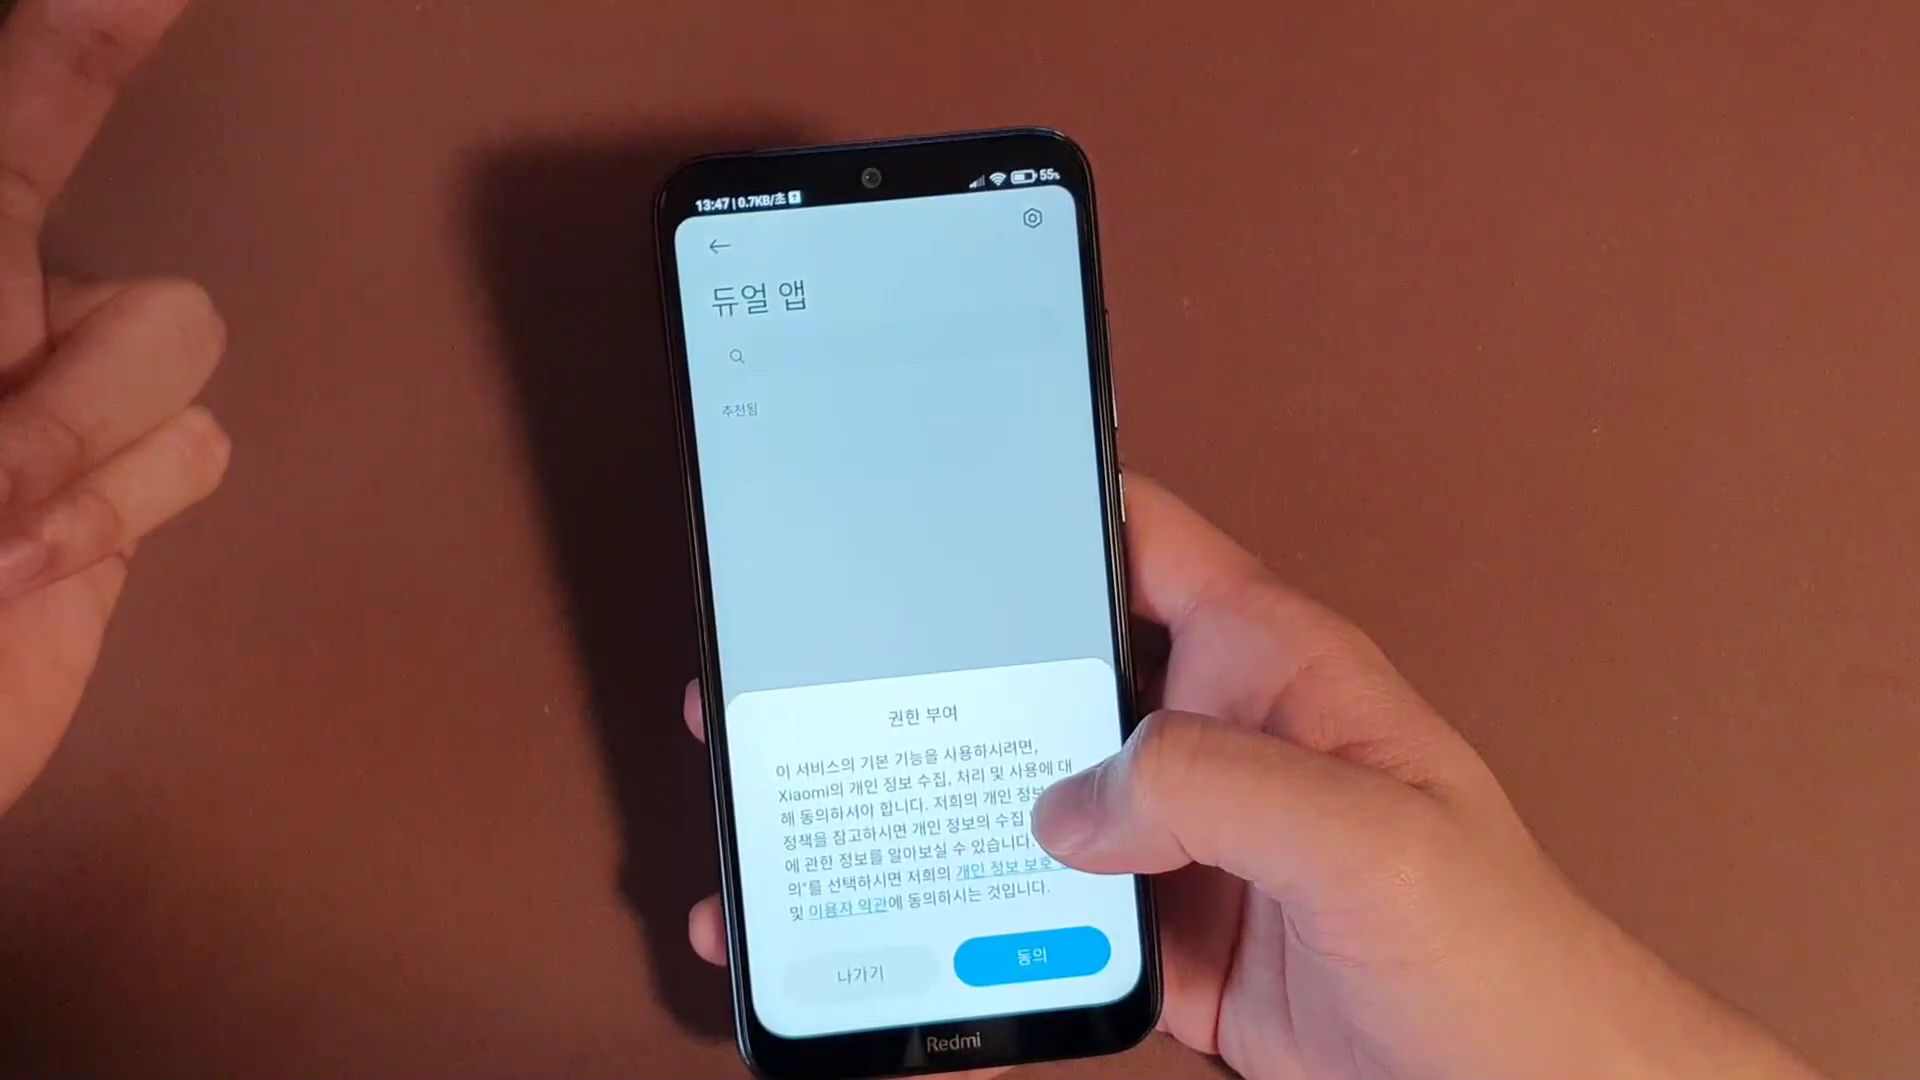 13:47 | 0.7KB/초
55%
듀얼 앱
추천됨
권한 부여
이 서비스의 기본 기능을 사용하시려면,
Xiaomi의 개인 정보 수집, 처리 및 사용에 대
해 동의하셔야 합니다. 저희의 개인 정보
정책을 참고하시면 개인 정보의 수집
에 관한 정보를 알아보실 수 있습니다.
의"를 선택하시면 저희의 개인 정보 보호
및 이용자 약관에 동의하시는 것입니다.
나가기
동의
Redmi